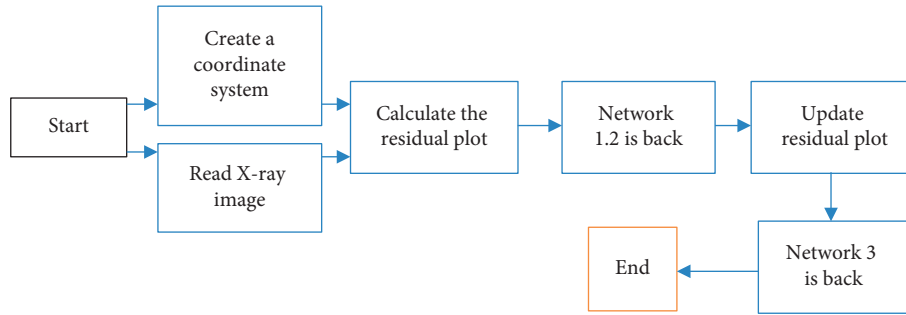 Start
Create a
coordinate
system
Read X-ray
image
Calculate the
residual plot
Network
1.2 is back
Update
residual plot
Network 3
is back
End